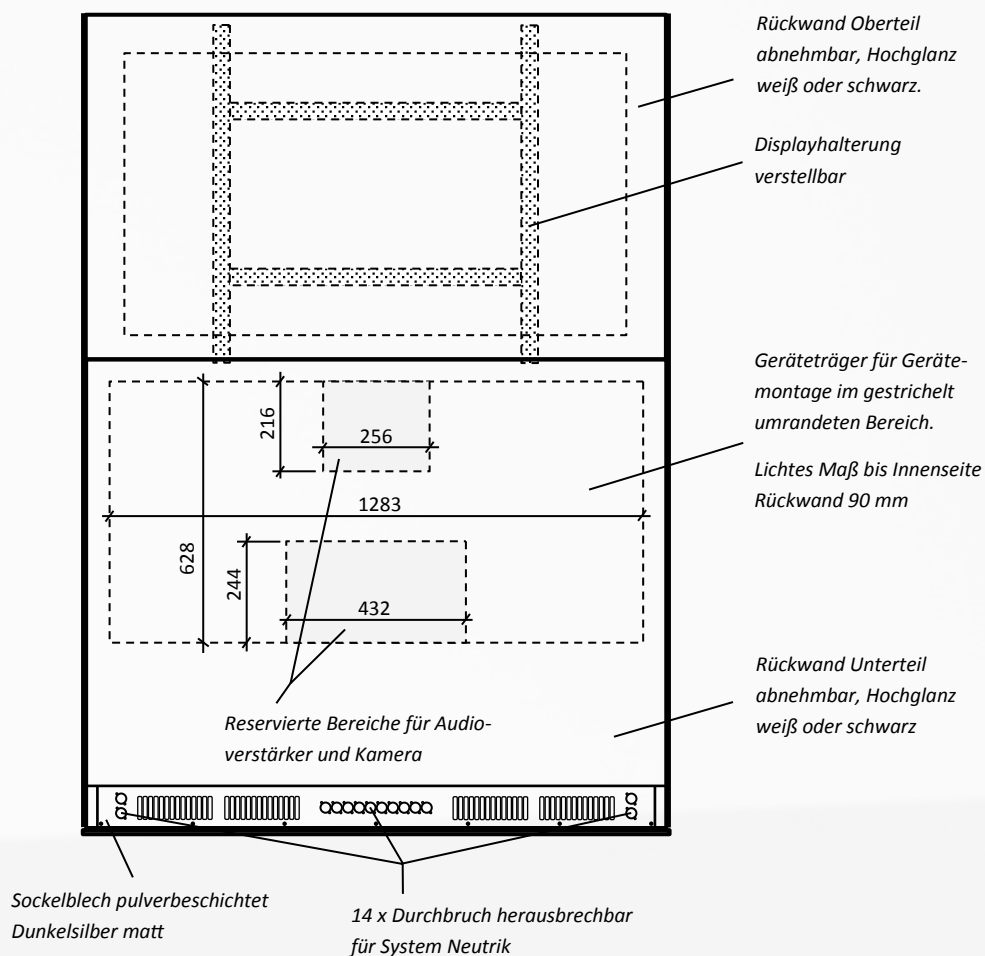 Rückwand Oberteil
abnehmbar, Hochglanz
weiß oder schwarz.
Displayhalterung
verstellbar
Geräteträger für Geräte-
montage im gestrichelt
umrandeten Bereich.
Lichtes Maß bis Innenseite
Rückwand 90 mm
216
256
1283
628
244
432
Rückwand Unterteil
abnehmbar, Hochglanz
weiß oder schwarz
Reservierte Bereiche für Audio-
verstärker und Kamera
Sockelblech pulverbeschichtet
Dunkelsilber matt
14 x Durchbruch herausbrechbar
für System Neutrik